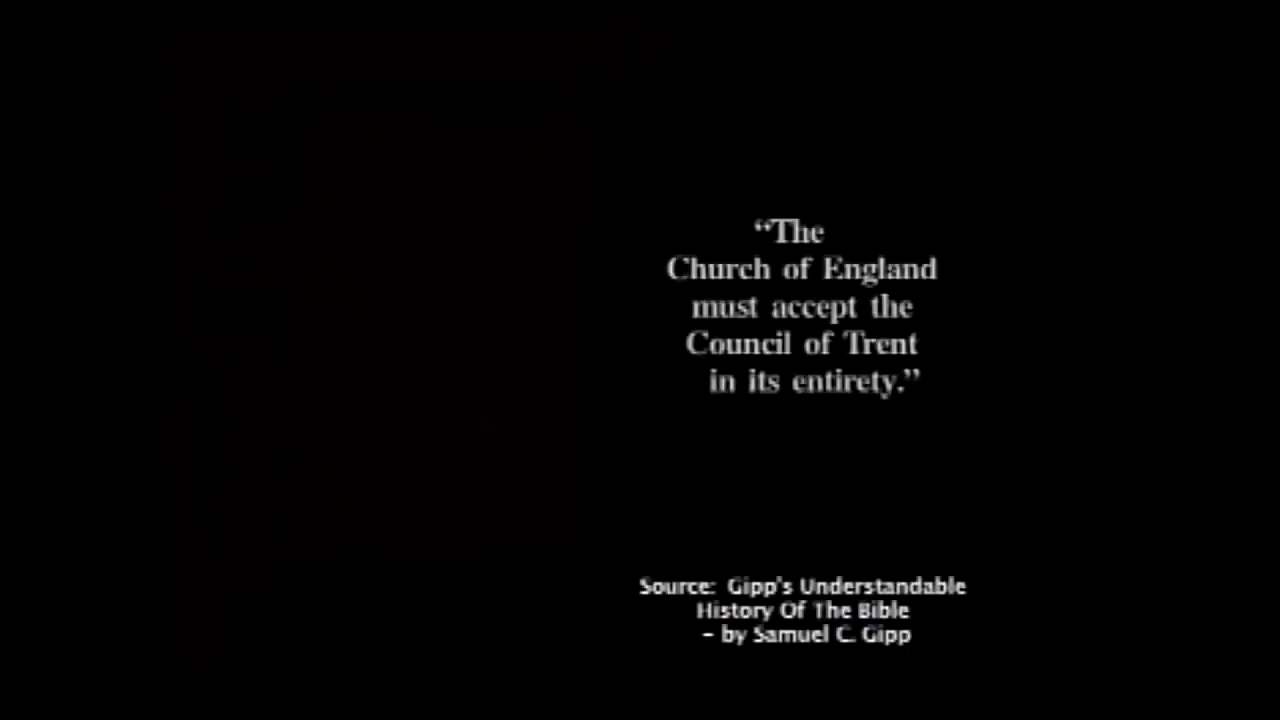 “The
Church of England
must accept the
Council of Trent
in its entirety.”
Source: Gipp's Understandable
History Of The Bible
- by Samuel C. Gipp